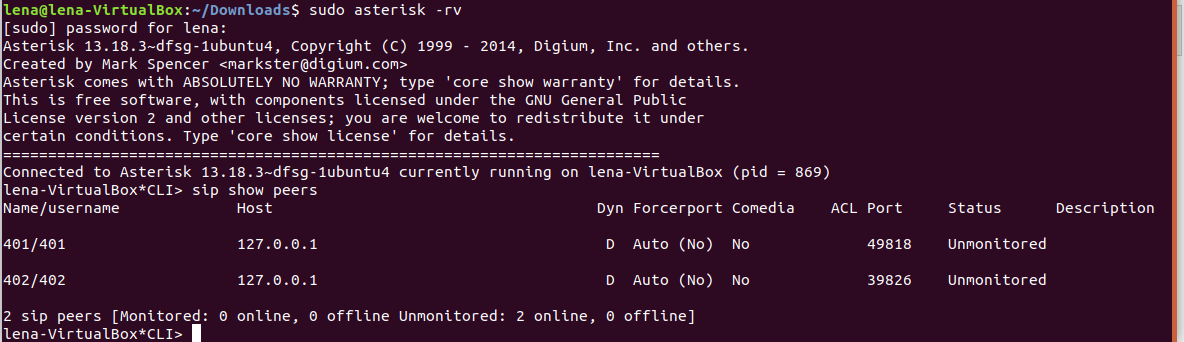 lena@lena-VirtualBox:~/Downloads$ sudo asterisk -rv
[sudo] password for lena:
Asterisk 13.18.3~dfsg-1ubuntu4, Copyright (C) 1999 - 2014, Digium, Inc. and others.
Created by Mark Spencer <markster@digium.com>
Asterisk comes with ABSOLUTELY NO WARRANTY; type 'core show warranty' for details.
This is free software, with components licensed under the GNU General Public
License version 2 and other licenses; you are welcome to redistribute it under
certain conditions. Type 'core show license' for details.
=========================================================================
Connected to Asterisk 13.18.3~dfsg-1ubuntu4 currently running on lena-VirtualBox (pid = 869)
lena-VirtualBox*CLI> sip show peers
Name/username             Host                               Dyn Forcerport Comedia    ACL Port     Status      Description
401/401                   127.0.0.1                           D  Auto (No)  No             49818    Unmonitored
402/402                   127.0.0.1                           D  Auto (No)  No             39826    Unmonitored
2 sip peers [Monitored: 0 online, 0 offline Unmonitored: 2 online, 0 offline]
lena-VirtualBox*CLI>